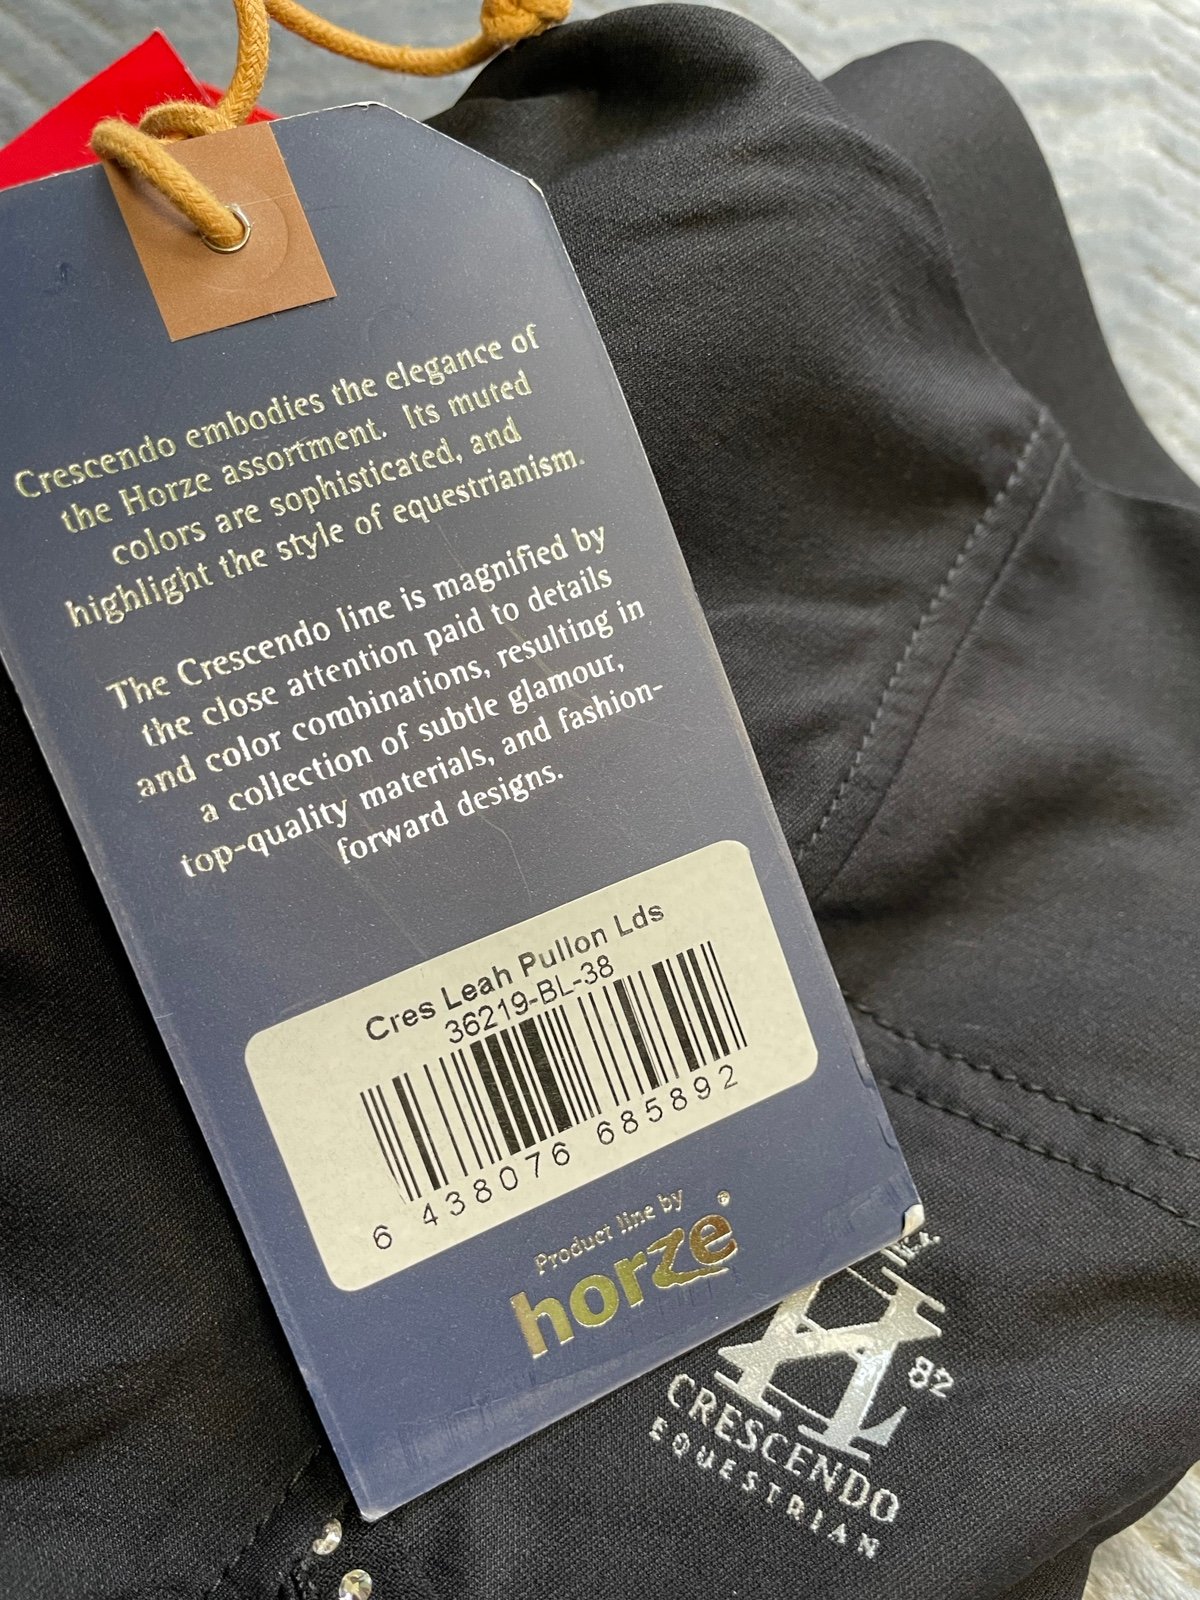 Crescendo embodies the elegance of
the Horze assortment. Its muted
colors are sophisticated, and
highlight the style of equestrianism.
The Crescendo line is magnified by
the close attention paid to details
and color combinations, resulting in
a collection of subtle glamour,
top-quality materials, and fashion-
forward designs.
Cres Leah Pullon Lds
36219-BL-38
6 438076 685892
Product line by
horze®
82
CRESCENDO
EQUESTRIAN